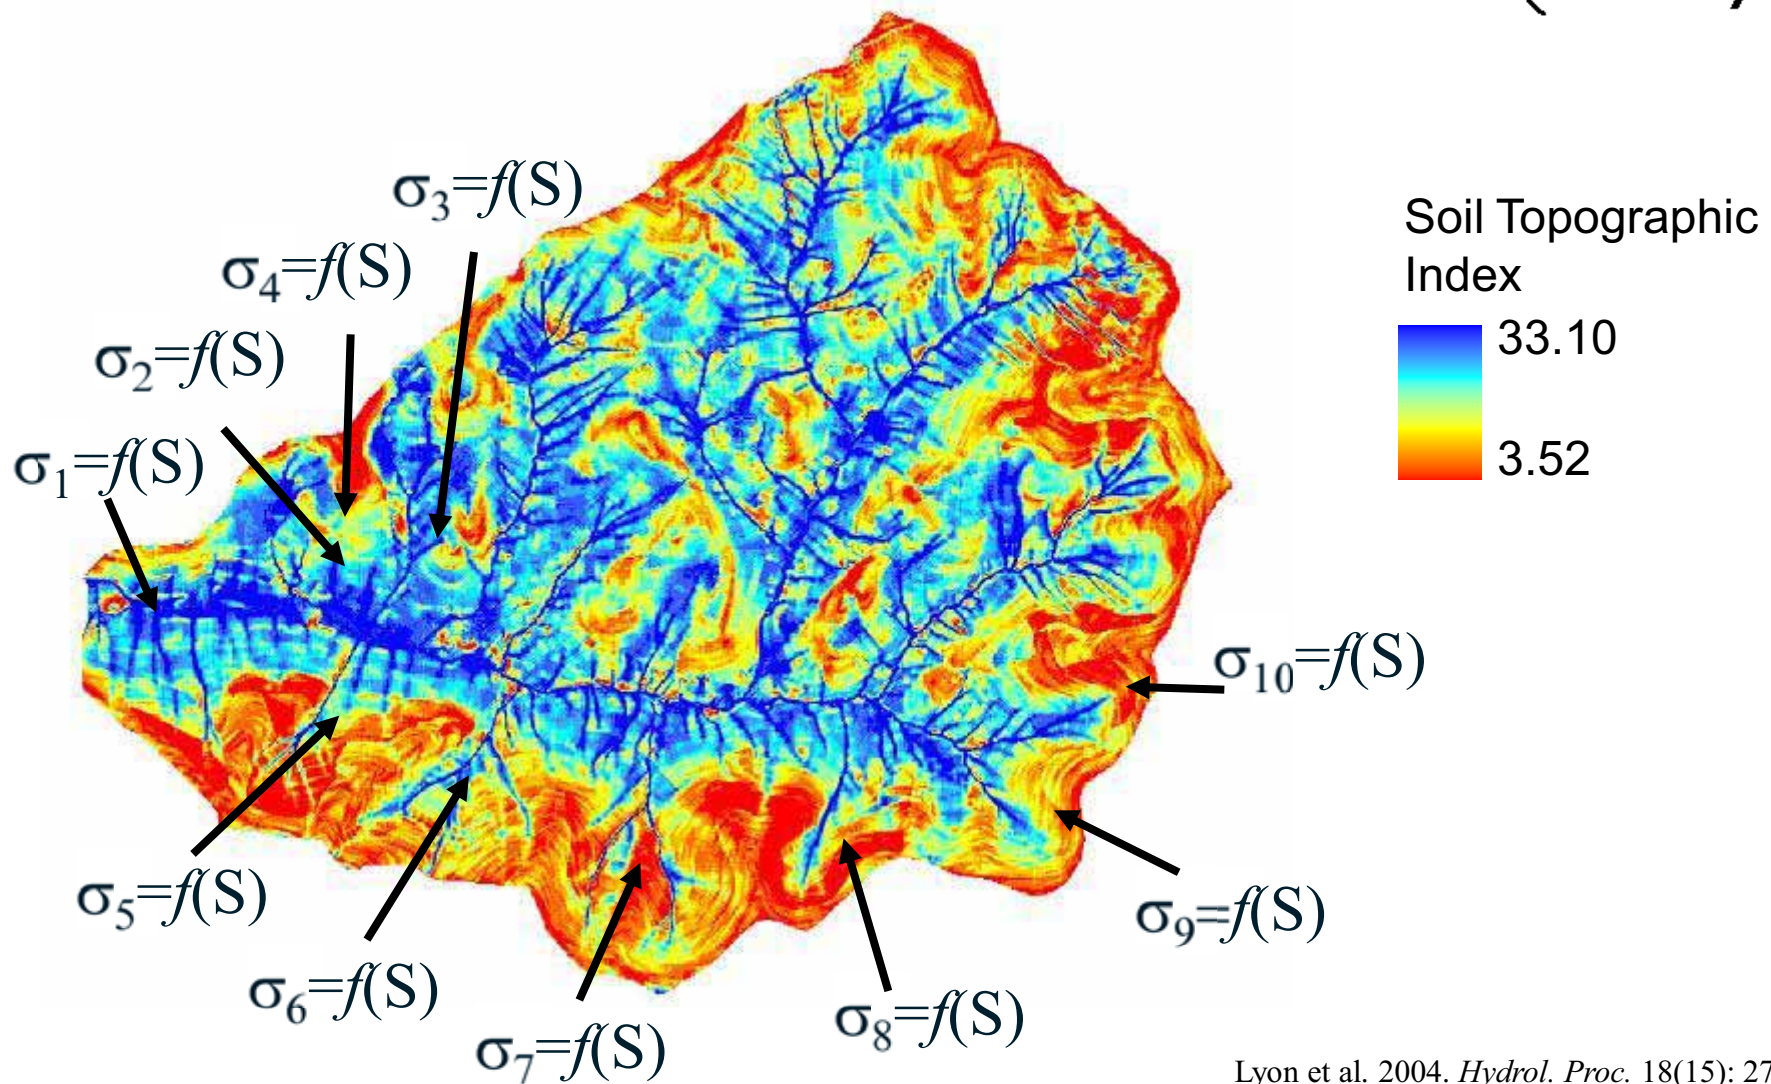 σ3=f(S)
σ4=f(S)
σ2=f(S)
σ1=f(S)
Soil Topographic
Index
33.10
3.52
σ10=f(S)
σ5=f(S)
σ9=f(S)
σ6=f(S)
σ8=f(S)
σ7=f(S)
Lyon et al. 2004. Hydrol. Proc. 18(15): 27